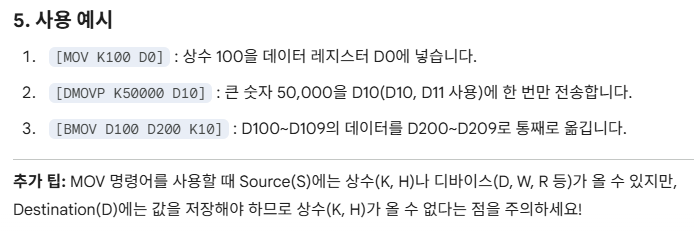 5. 사용 예시
1. [MOV K100 D0] : 상수 100을 데이터 레지스터 D0에 넣습니다.
2. [DMOVP K50000 D10] : 큰 숫자 50,000을 D10(D10, D11 사용)에 한 번만 전송합니다.
3. [BMOV D100 D200 K10] : D100~D109의 데이터를 D200~D209로 통째로 옮깁니다.
추가 팁: MOV 명령어를 사용할 때 Source(S)에는 상수(K, H)나 디바이스(D, W, R 등)가 올 수 있지만,
Destination(D)에는 값을 저장해야 하므로 상수(K, H)가 올 수 없다는 점을 주의하세요!